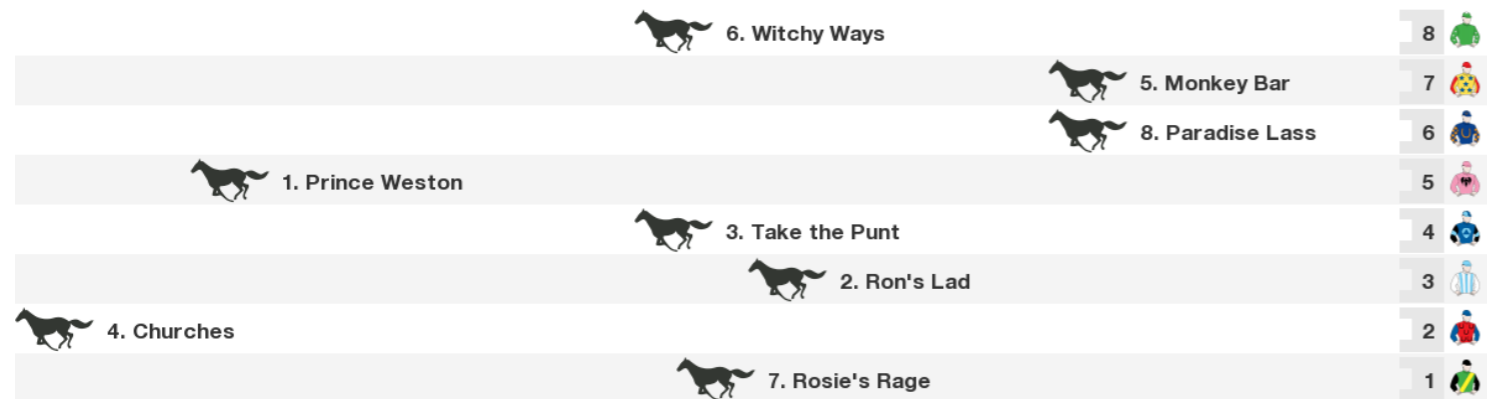 6. Witchy Ways 8
5. Monkey Bar 7
8. Paradise Lass 6
1. Prince Weston 5
3. Take the Punt 4
2. Ron's Lad 3
4. Churches 2
7. Rosie's Rage 1